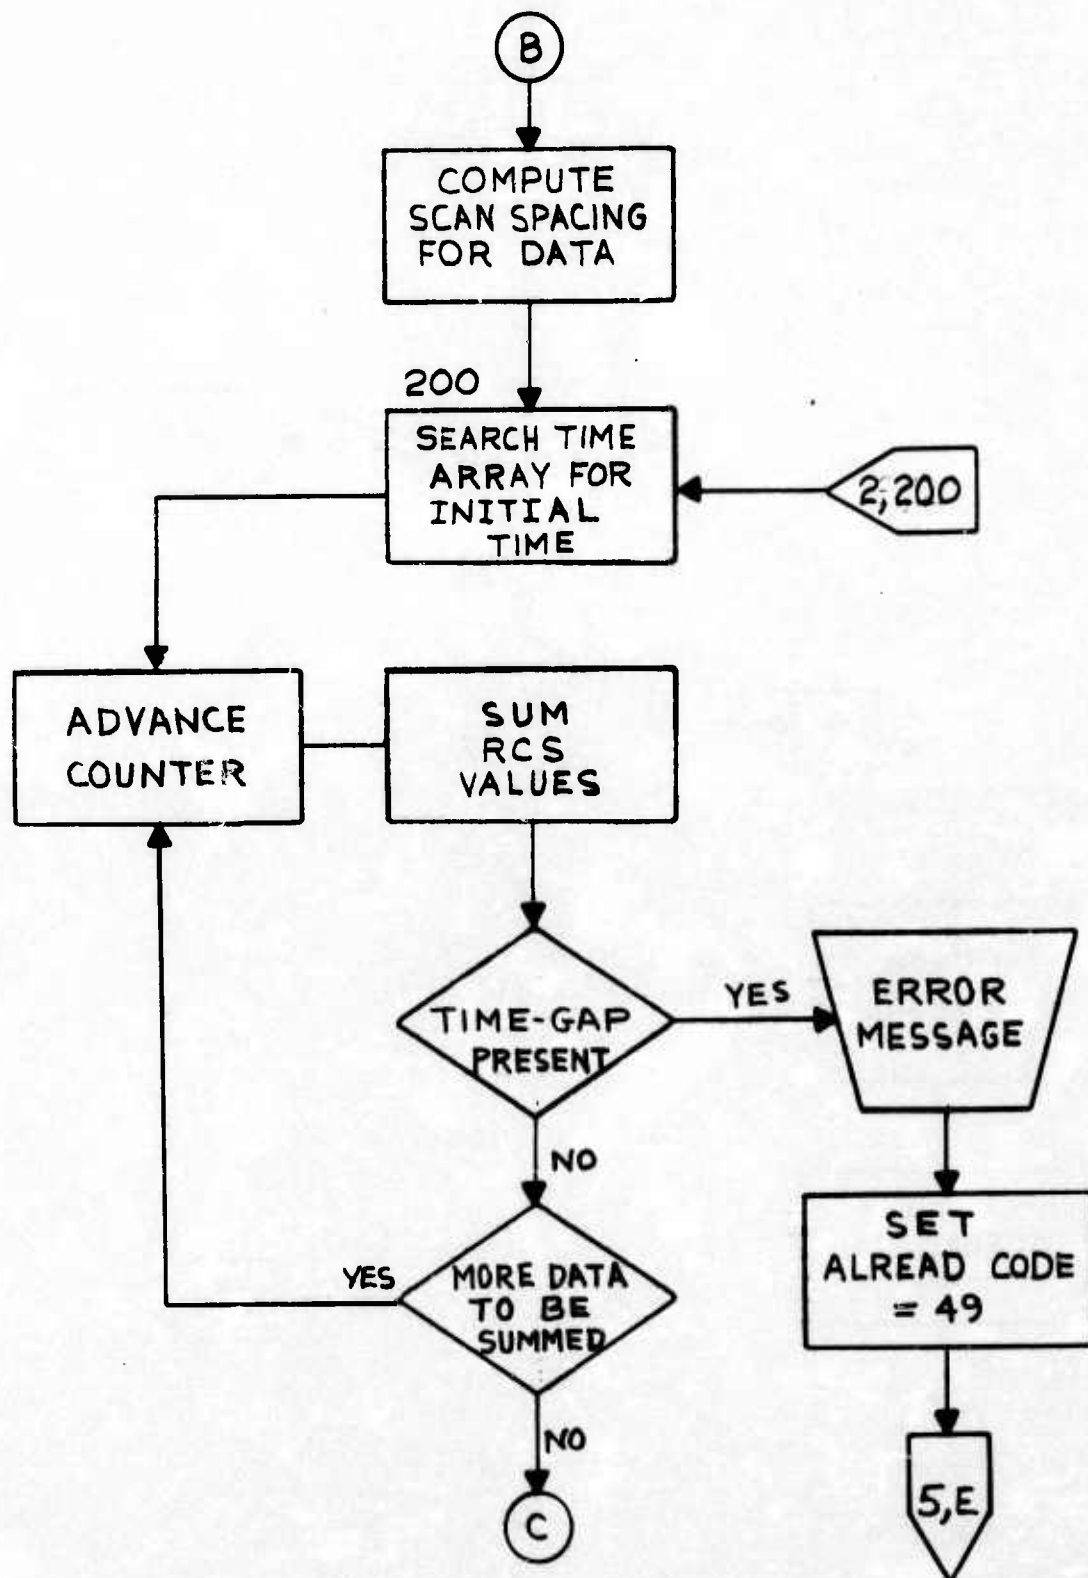 B
COMPUTE
SCAN SPACING
FOR DATA
200
SEARCH TIME
ARRAY FOR
INITIAL
TIME
2,200
ADVANCE
COUNTER
SUM
RCS
VALUES
TIME-GAP
PRESENT
YES
ERROR
MESSAGE
NO
SET
ALREAD CODE
= 49
YES
MORE DATA
TO BE
SUMMED
NO
C
5,E